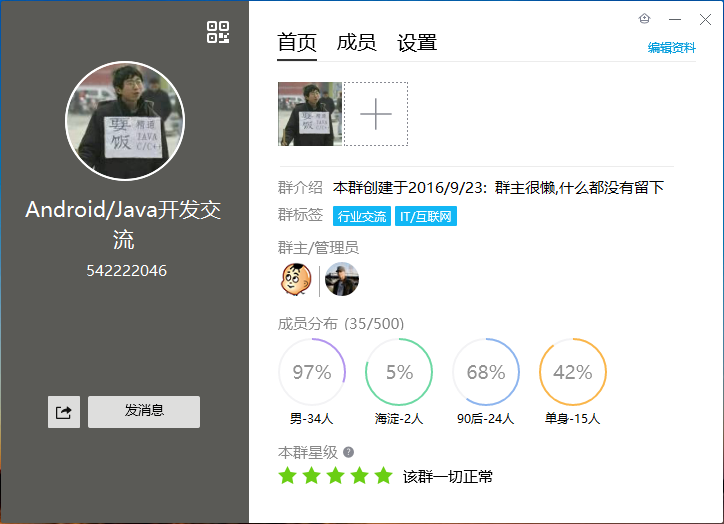 要饭
精通
JAVA
C/C++
Android/Java开发交
流
542222046
发消息
首页 成员 设置
编辑资料
群介绍 本群创建于2016/9/23: 群主很懒,什么都没有留下
群标签 行业交流 IT/互联网
群主/管理员
成员分布 (35/500)
97% 5% 68% 42%
男-34人 海淀-2人 90后-24人 单身-15人
本群星级 ?
该群一切正常